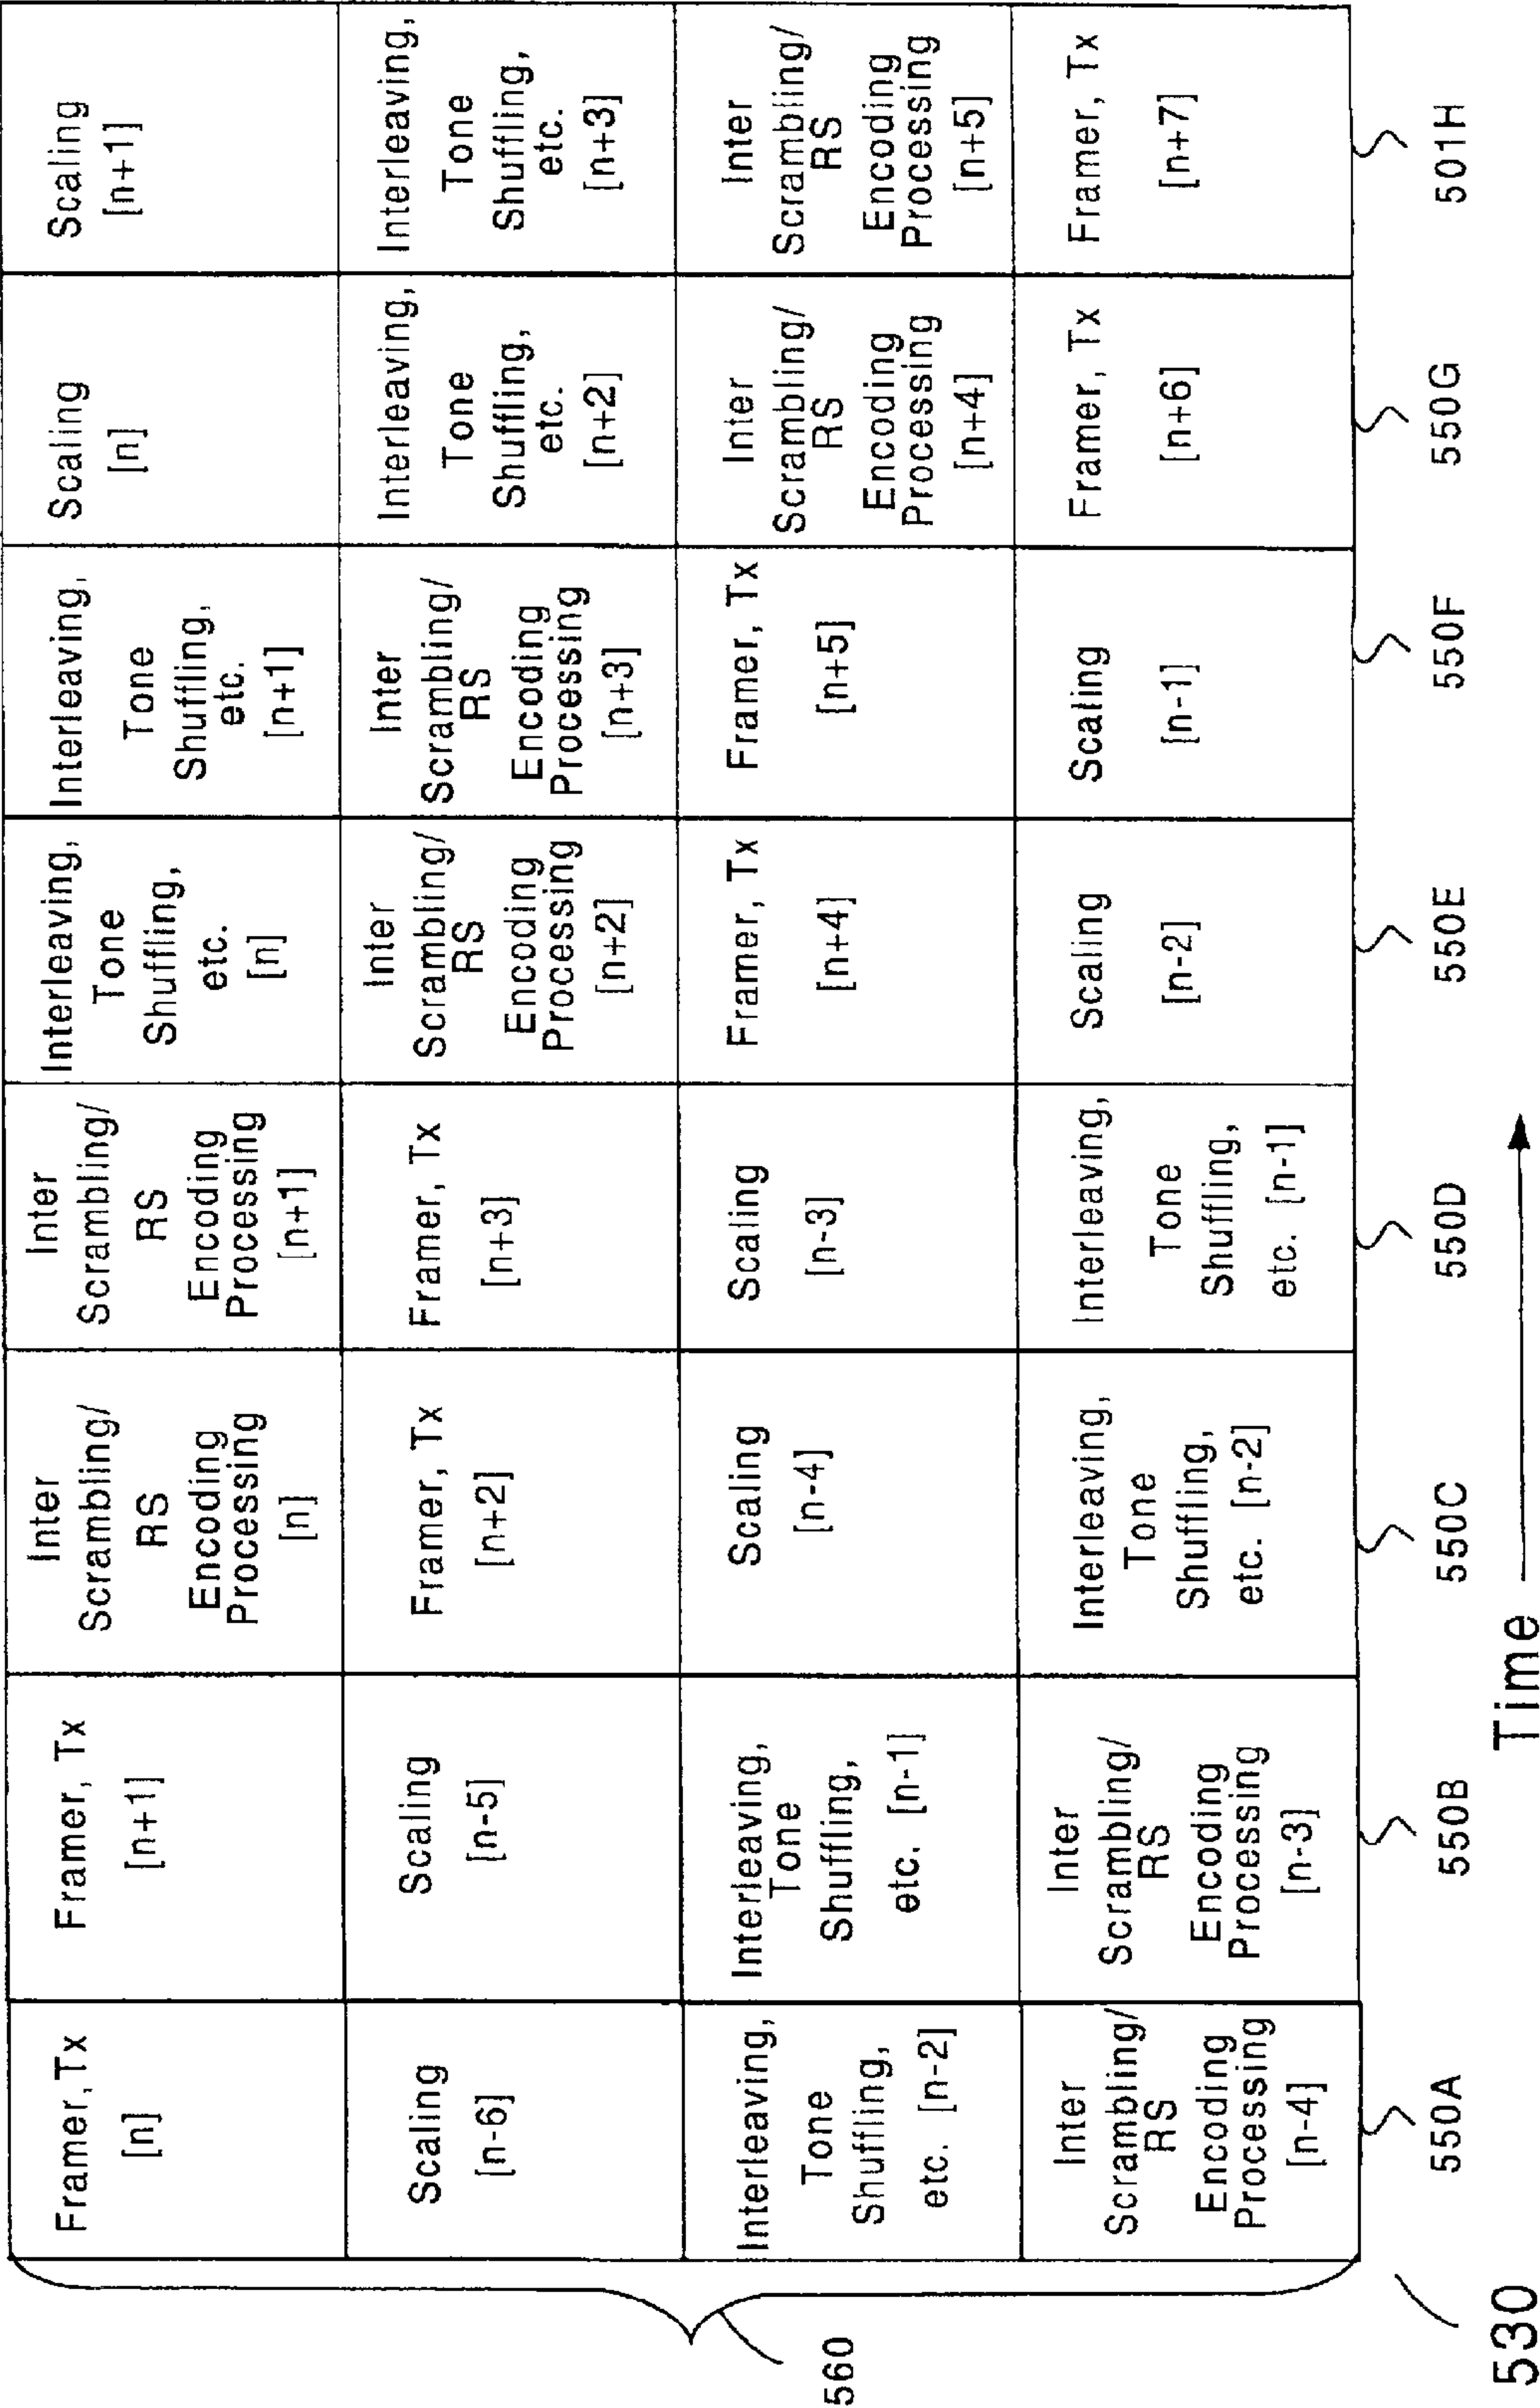 Framer,Tx
[n]
Framer, Tx
[n+1]
Inter
Scrambling/
RS
Encoding
Processing
[n]
Inter
Scrambling/
RS
Encoding
Processing
[n+1]
Interleaving,
Tone
Shuffling,
etc.
[n]
Interleaving,
Tone
Shuffling,
etc.
[n+1]
Scaling
[n]
Scaling
[n+1]
Scaling
[n-6]
Scaling
[n-5]
Framer, Tx
[n+2]
Framer, Tx
[n+3]
Inter
Scrambling/
RS
Encoding
Processing
[n+2]
Inter
Scrambling/
RS
Encoding
Processing
[n+3]
Interleaving,
Tone
Shuffling,
etc.
[n+2]
Interleaving,
Tone
Shuffling,
etc.
[n+3]
Interleaving,
Tone
Shuffling,
etc. [n-2]
Interleaving,
Tone
Shuffling,
etc. [n-1]
Scaling
[n-4]
Scaling
[n-3]
Framer, Tx
[n+4]
Framer, Tx
[n+5]
Inter
Scrambling/
RS
Encoding
Processing
[n+4]
Inter
Scrambling/
RS
Encoding
Processing
[n+5]
Inter
Scrambling/
RS
Encoding
Processing
[n-4]
Inter
Scrambling/
RS
Encoding
Processing
[n-3]
Interleaving,
Tone
Shuffling,
etc. [n-2]
Interleaving,
Tone
Shuffling,
etc. [n-1]
Scaling
[n-2]
Scaling
[n-1]
Framer, Tx
[n+6]
Framer, Tx
[n+7]
560
550A
550B
550C
550D
550E
550F
550G
501H
530
Time